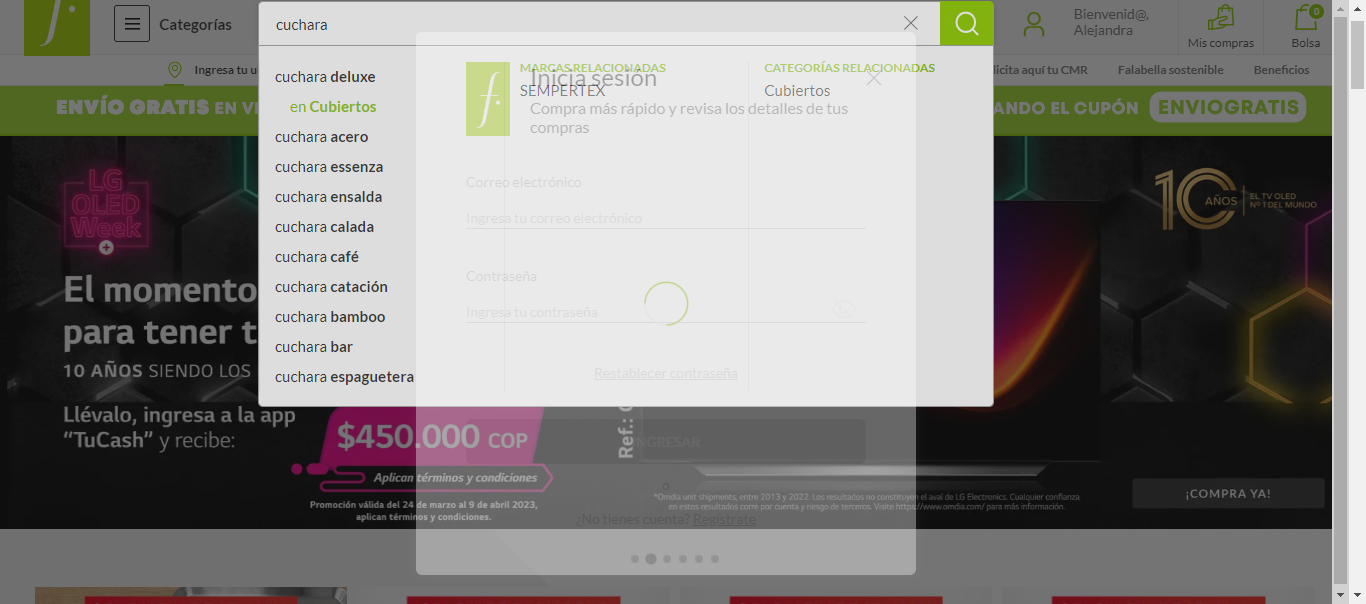 f.
Categorías
cuchara
Bienvenid@,
Alejandra
Mis compras
0
Bolsa
Ingresa tu u
licita aquí tu CMR
Falabella sostenible
Beneficios
ENVÍO GRATIS EN VE
ANDO EL CUPÓN ENVIOGRATIS
cuchara deluxe
en Cubiertos
cuchara acero
cuchara essenza
cuchara ensalda
cuchara calada
cuchara café
cuchara catación
cuchara bamboo
cuchara bar
cuchara espaguetera
MARCAS RELACIONADAS
SEMPERTEX
CATEGORÍAS RELACIONADAS
Cubiertos
f.
Inicia sesión
Compra más rápido y revisa los detalles de tus
compras
Correo electrónico
Ingresa tu correo electrónico
Contraseña
Ingresa tu contraseña
Restablecer contraseña
INGRESAR
o
¿No tienes cuenta? Regístrate
LG
OLED
Week
El momento
para tener t
10 AÑOS SIENDO LOS
Llévalo, ingresa a la app
“TuCash” y recibe:
$450.000 COP
Aplican términos y condiciones
Promoción válida del 24 de marzo al 9 de abril 2023,
aplican términos y condiciones.
Ref.:
10 AÑOS
EL TV OLED
Nº 1 DEL MUNDO
*Omdia unit shipments, entre 2013 y 2022. Los resultados no constituyen el aval de LG Electronics. Cualquier confianza
en estos resultados corre por cuenta y riesgo de terceros. Visite https://www.omdia.com/ para más información.
¡COMPRA YA!